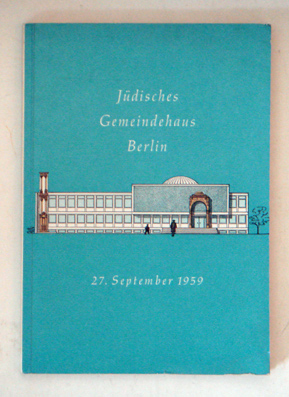 Jüdisches
Gemeindehaus
Berlin
27. September 1959